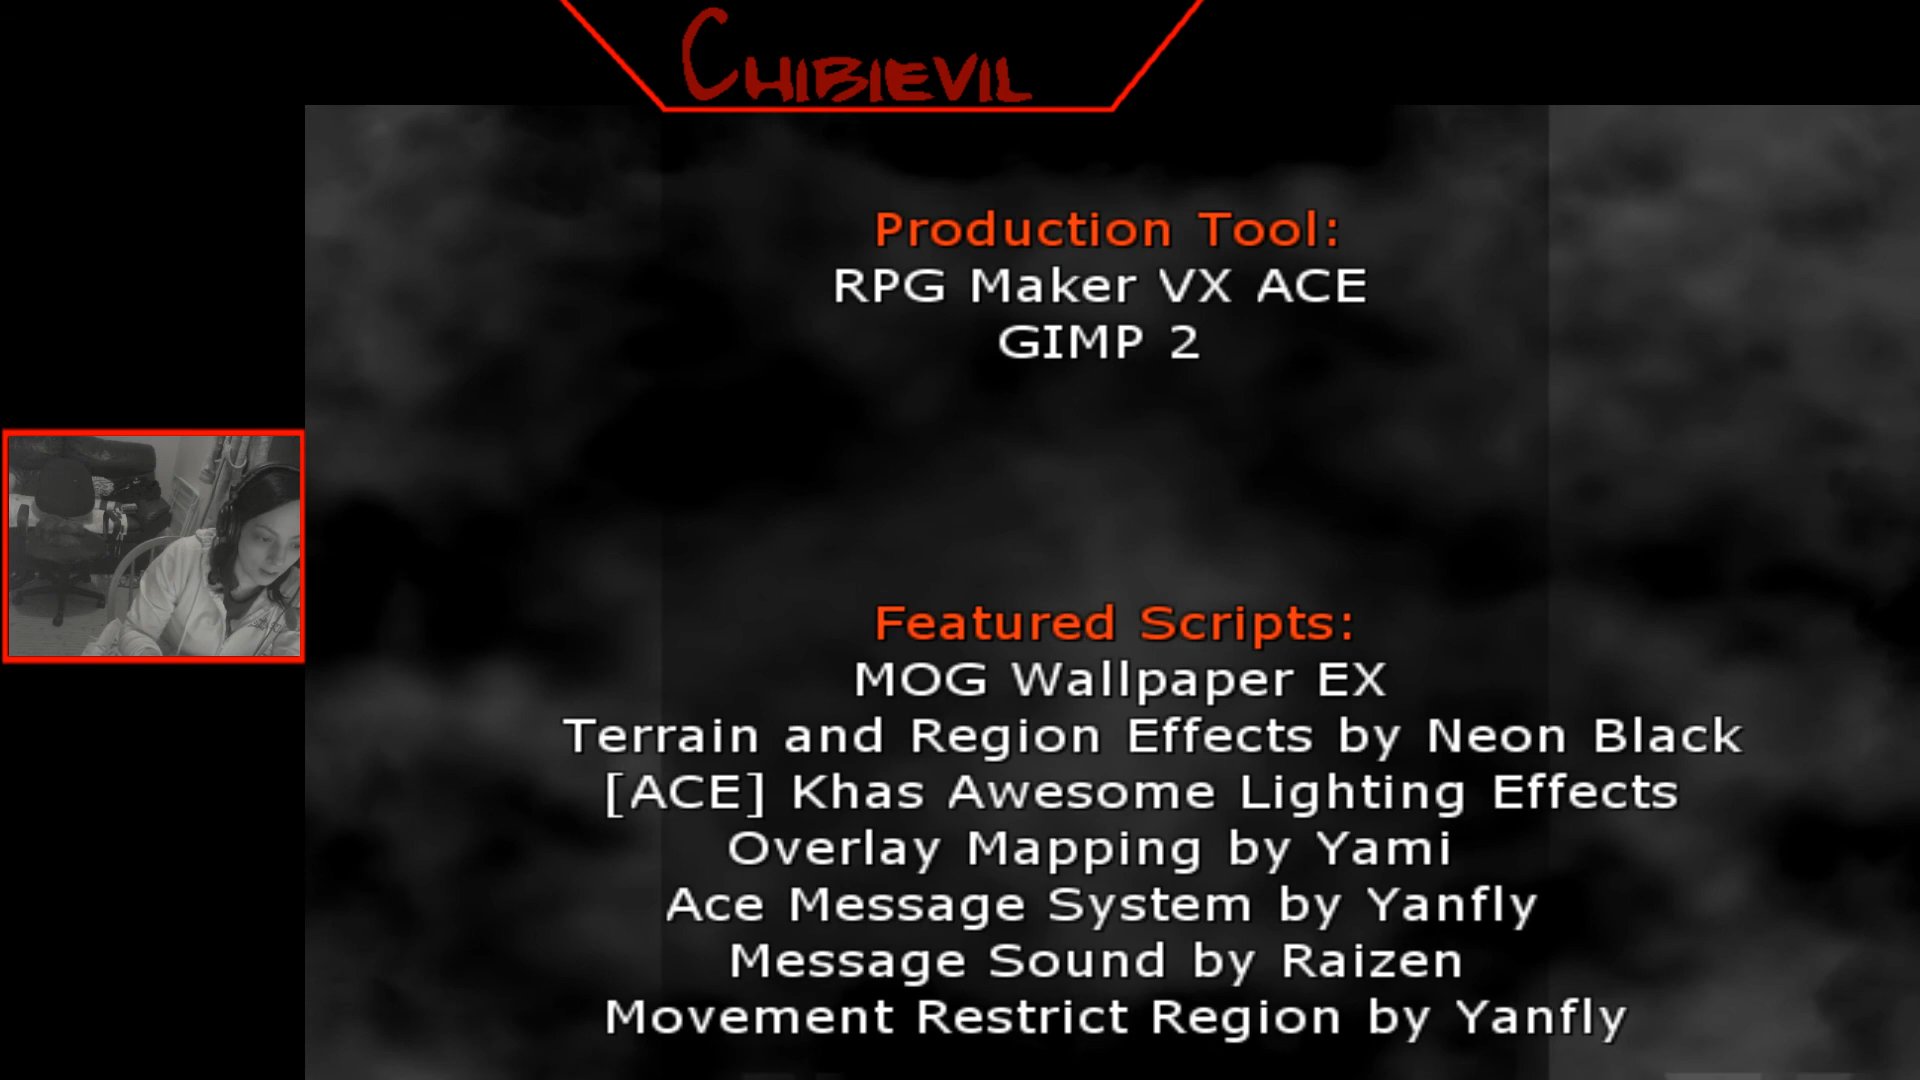 CHIBIEVIL
Production Tool:
RPG Maker VX ACE
GIMP 2
Featured Scripts:
MOG Wallpaper EX
Terrain and Region Effects by Neon Black
[ACE] Khas Awesome Lighting Effects
Overlay Mapping by Yami
Ace Message System by Yanfly
Message Sound by Raizen
Movement Restrict Region by Yanfly